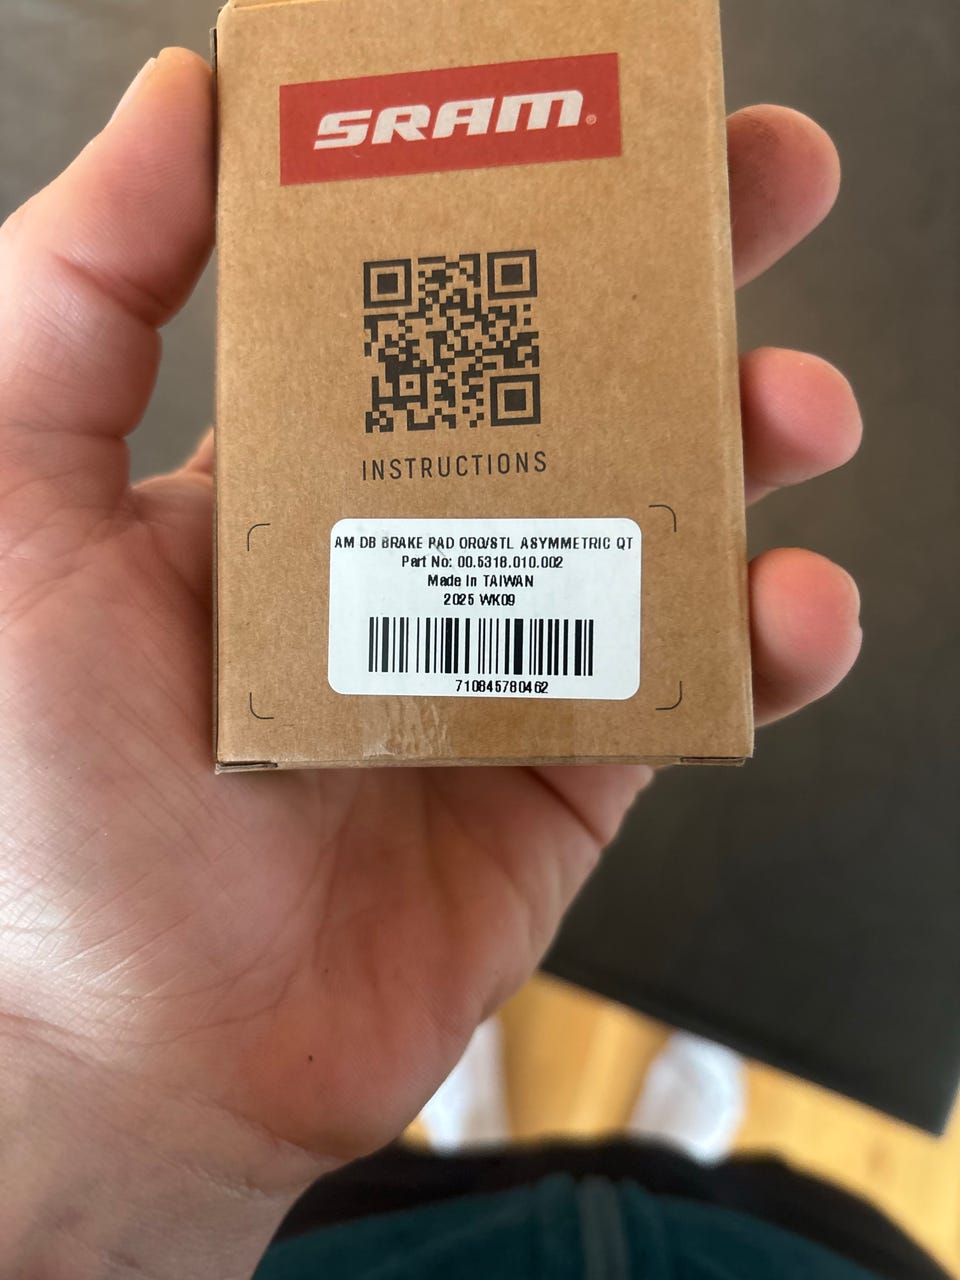 SRAM®
INSTRUCTIONS
AM DB BRAKE PAD ORG/STL ASYMMETRIC QT
Part No: 00.5318.010.002
Made In TAIWAN
2025 WK09
710845780462